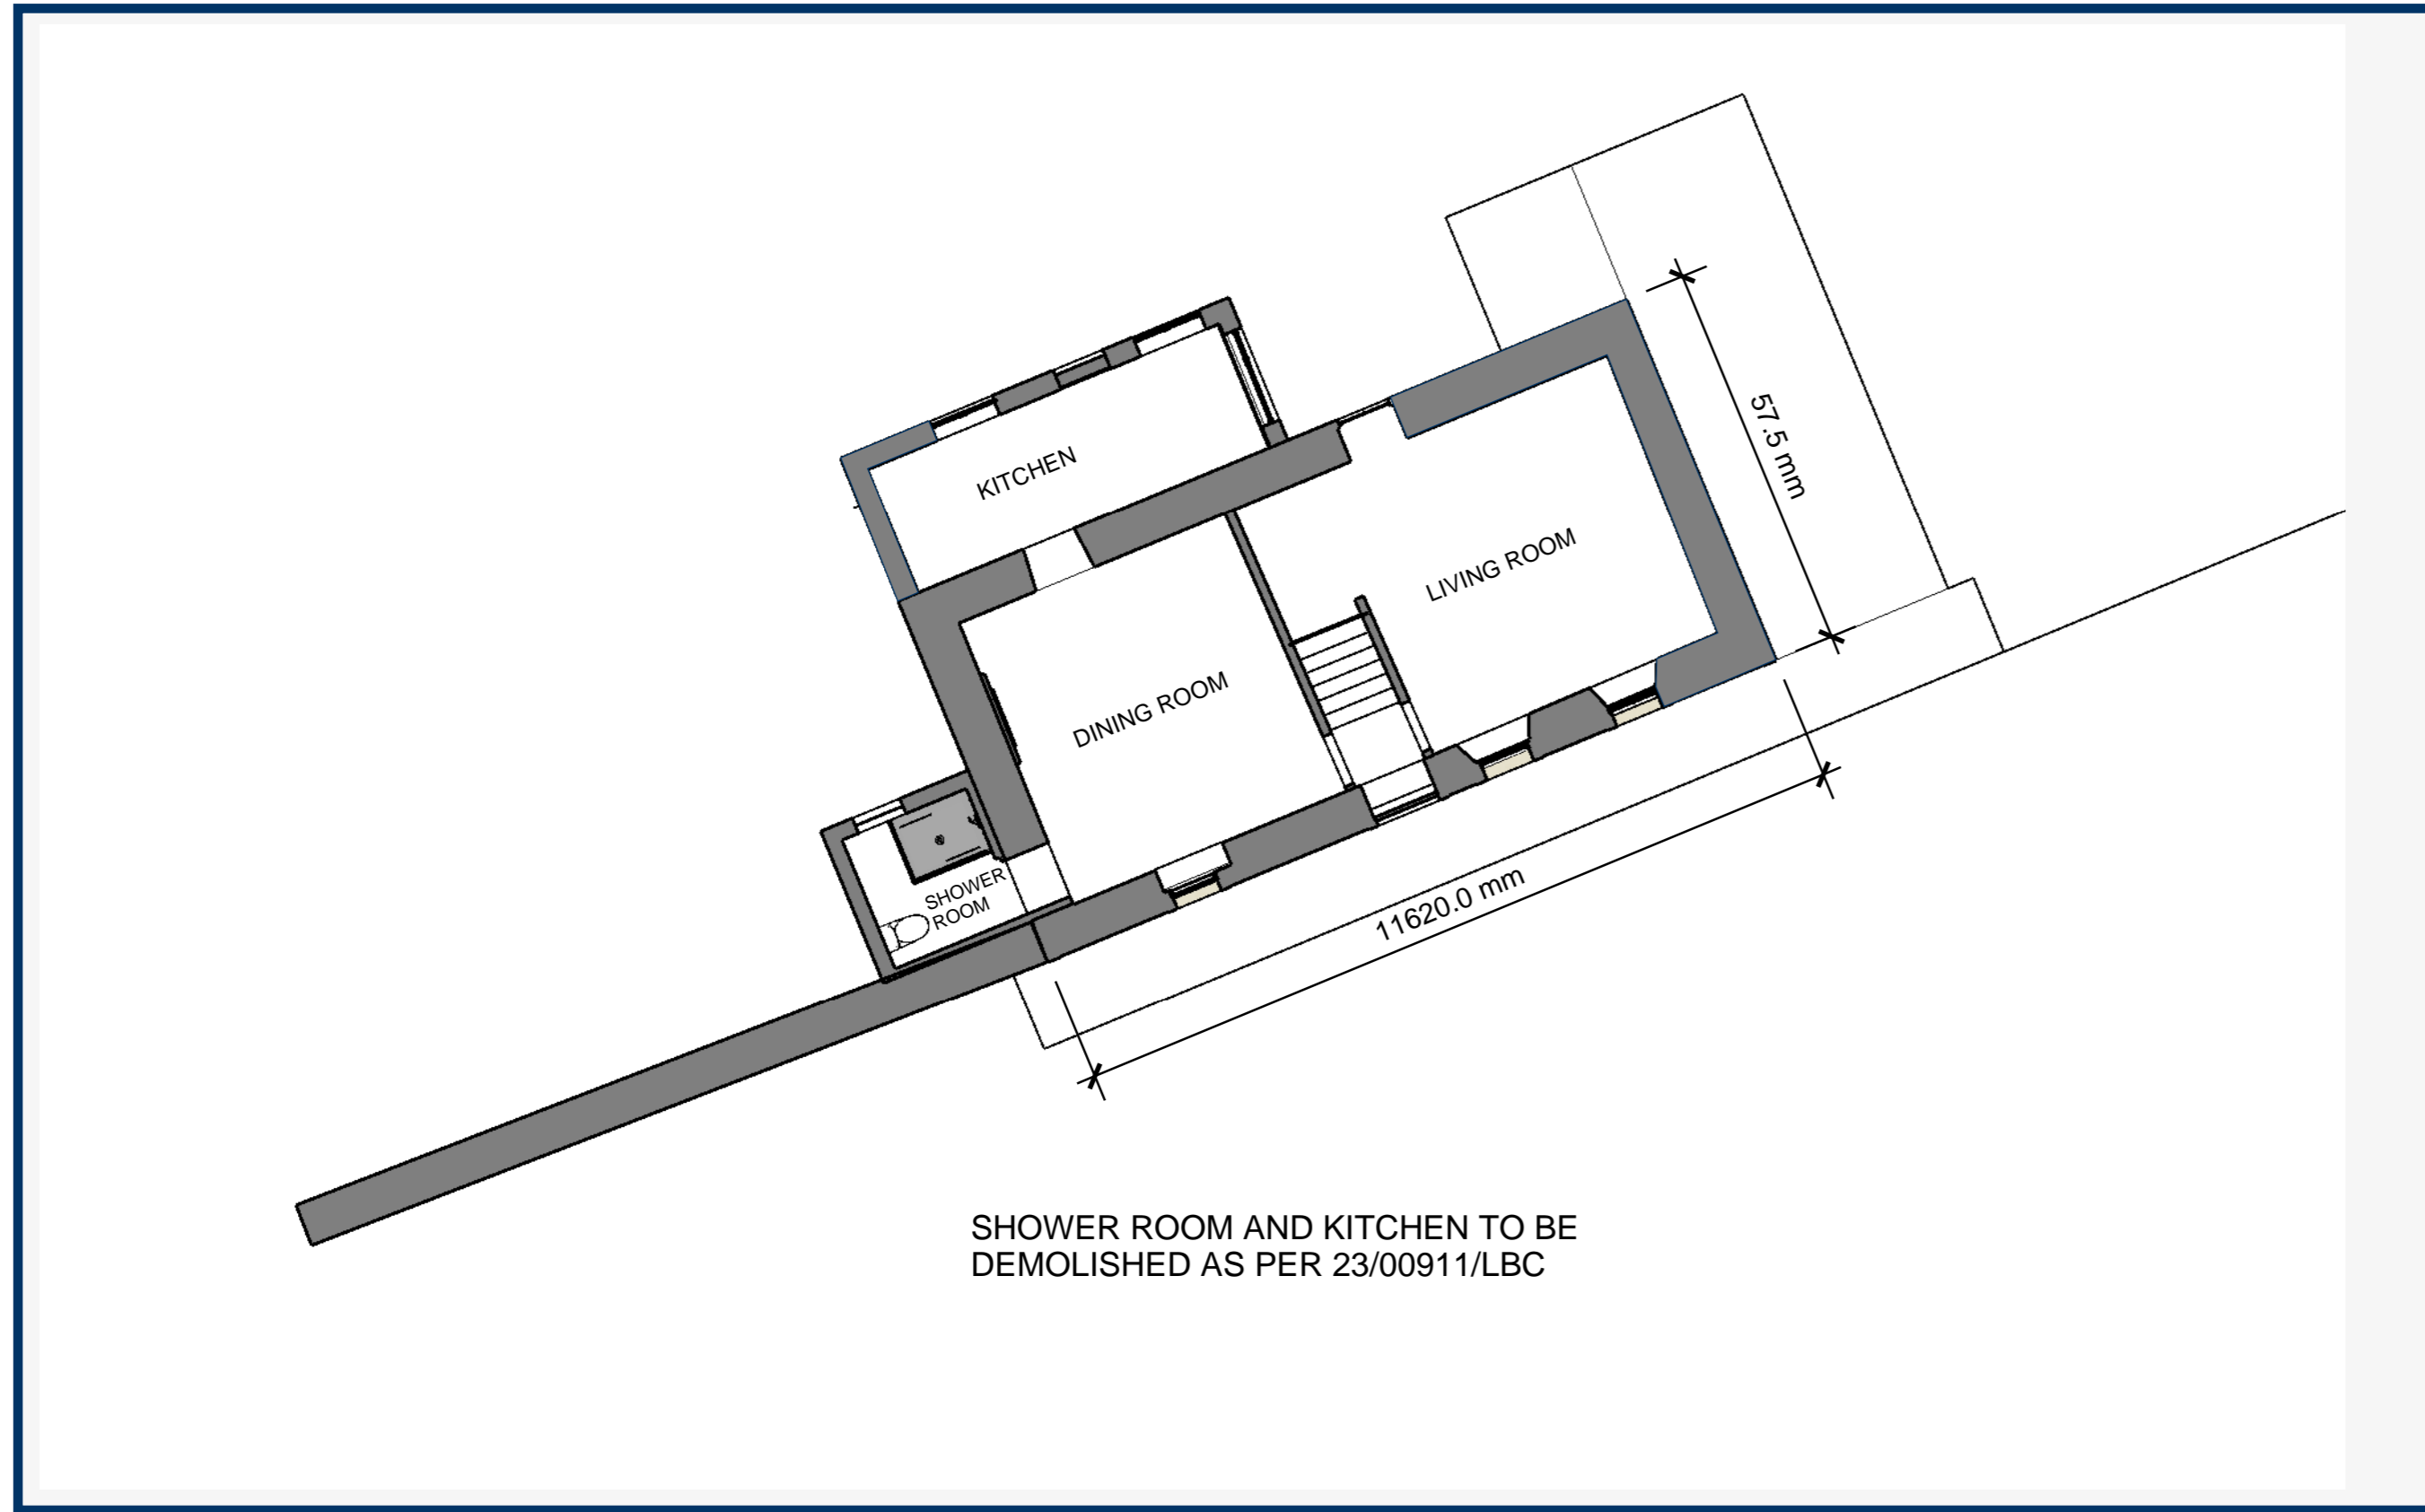 KITCHEN
57.5 mm
LIVING ROOM
DINING ROOM
SHOWER
ROOM
11620.0 mm
SHOWER ROOM AND KITCHEN TO BE
DEMOLISHED AS PER 23/00911/LBC